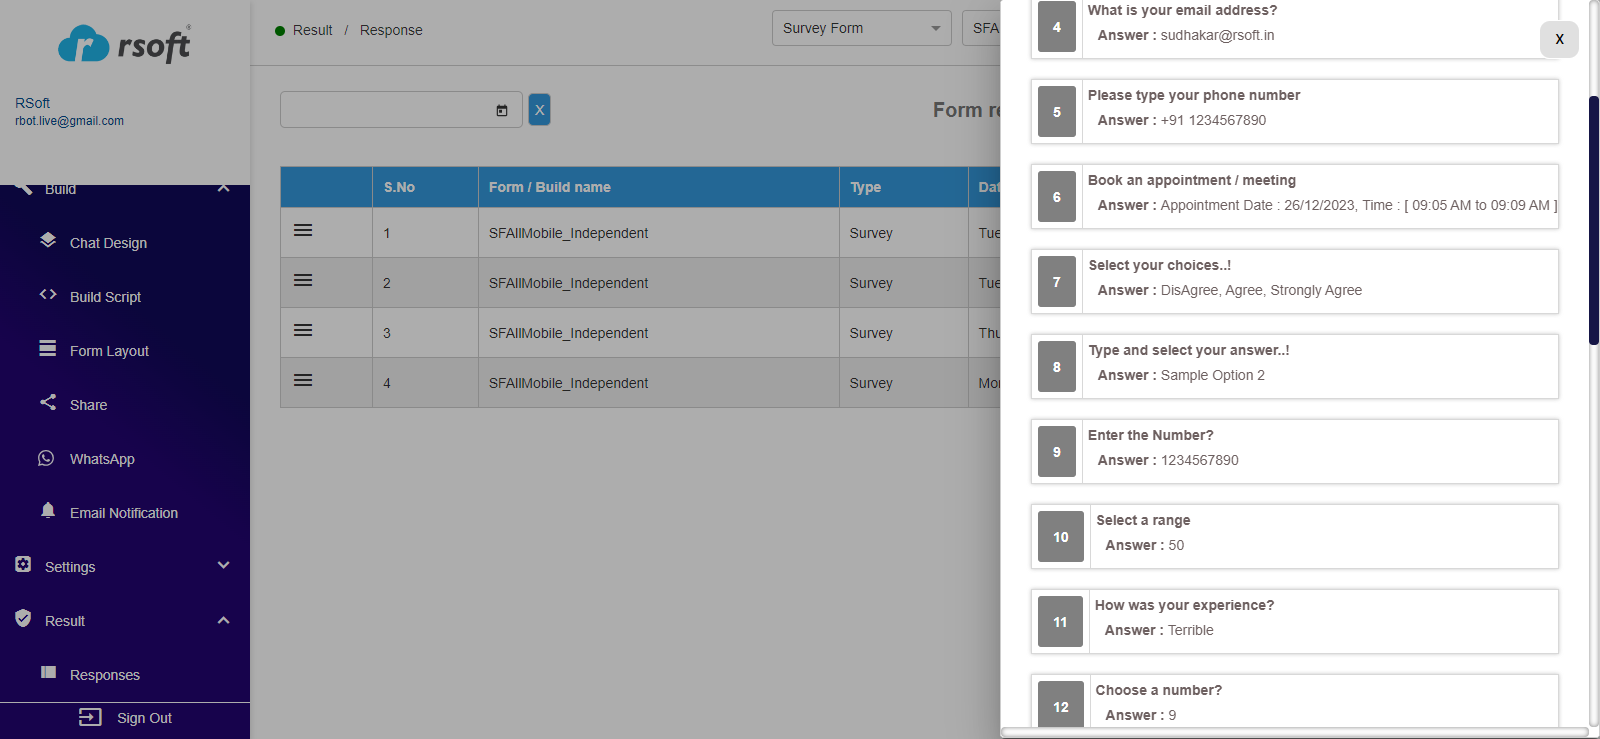 rsoft
RSoft
rbot.live@gmail.com
Build
Chat Design
Build Script
Form Layout
Share
WhatsApp
Email Notification
Settings
Result
Responses
Sign Out
Result / Response
Survey Form
SFA
X
Form re
S.No Form / Build name Type Dat
1 SFAllMobile_Independent Survey Tue
2 SFAllMobile_Independent Survey Tue
3 SFAllMobile_Independent Survey Thu
4 SFAllMobile_Independent Survey Mon
X
4 What is your email address?
Answer : sudhakar@rsoft.in
5 Please type your phone number
Answer : +91 1234567890
6 Book an appointment / meeting
Answer : Appointment Date : 26/12/2023, Time : [ 09:05 AM to 09:09 AM ]
7 Select your choices..!
Answer : DisAgree, Agree, Strongly Agree
8 Type and select your answer..!
Answer : Sample Option 2
9 Enter the Number?
Answer : 1234567890
10 Select a range
Answer : 50
11 How was your experience?
Answer : Terrible
12 Choose a number?
Answer : 9